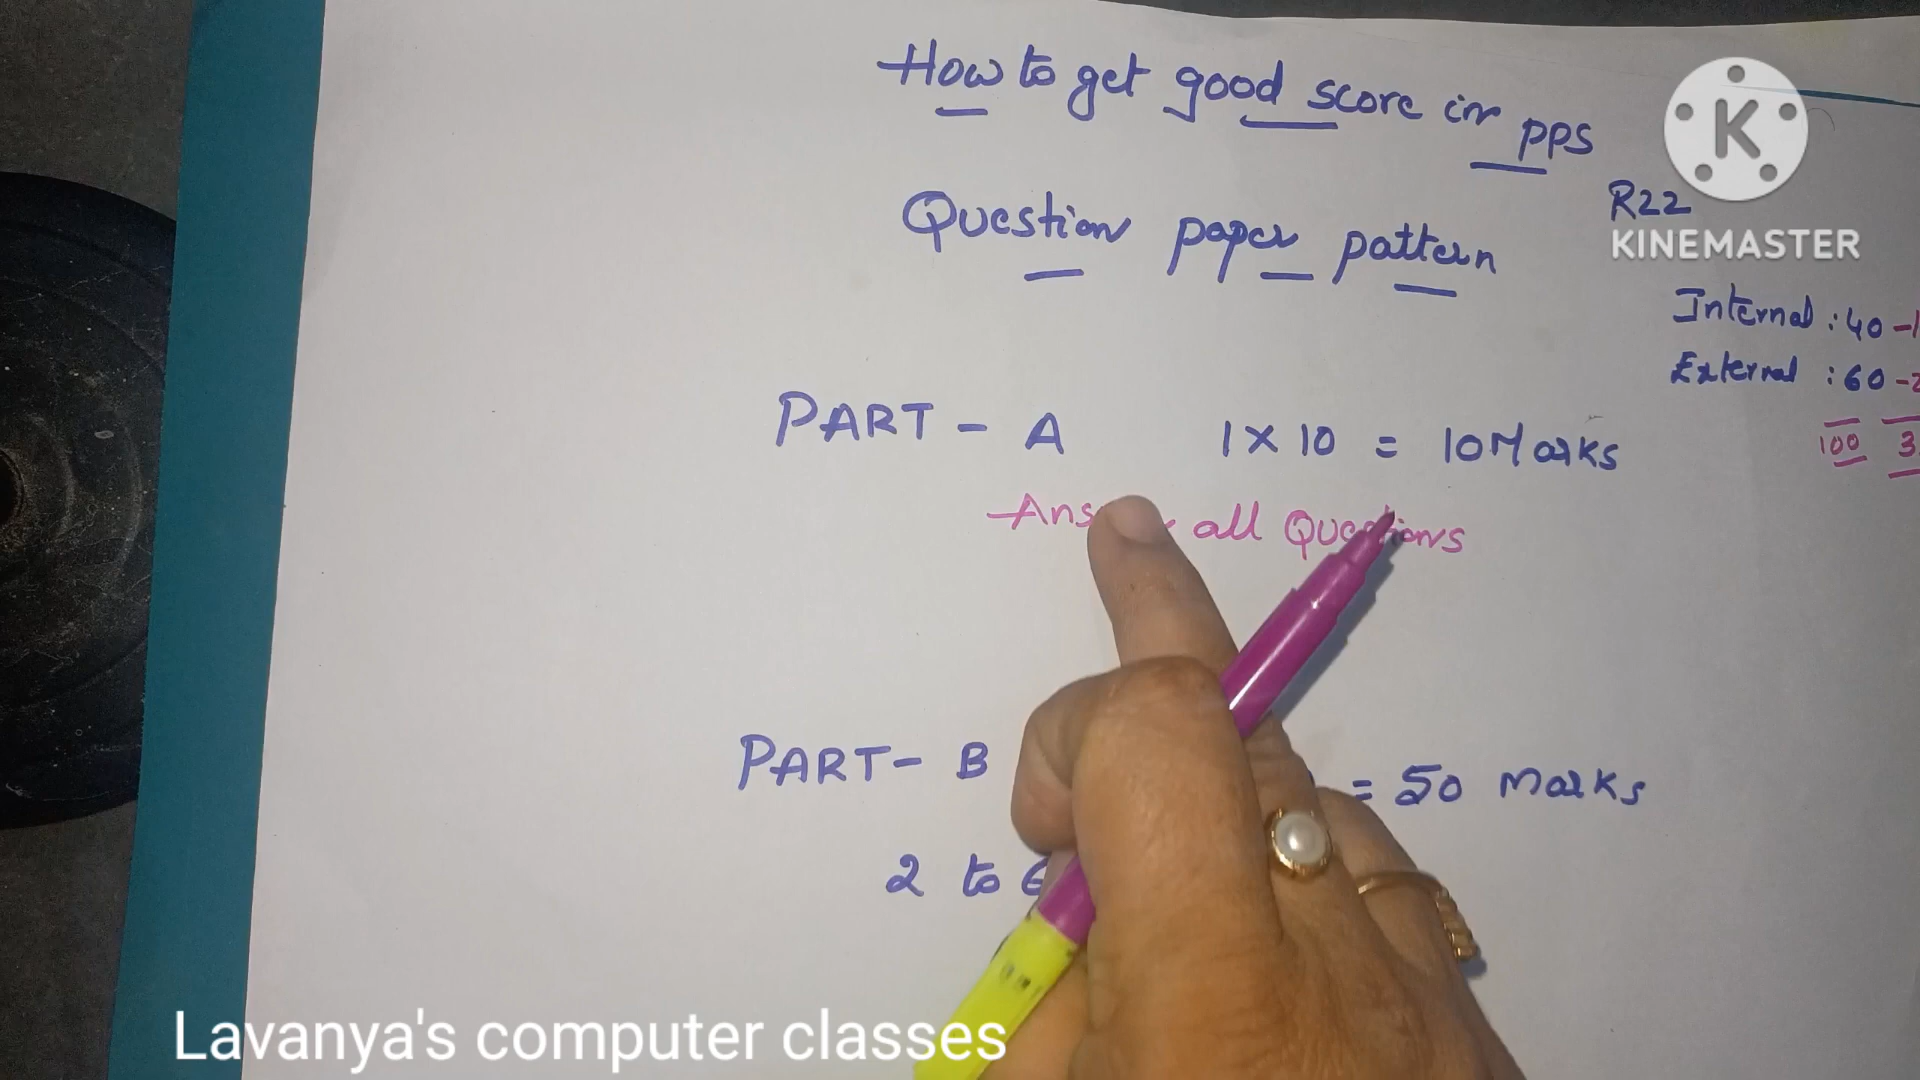 How to get good score in pps
R22
KINEMASTER
Question paper pattern
Internal : 40 -
External : 60 -
100
PART - A 1 x 10 = 10 Marks
all Questions
PART - B = 50 Marks
2 to
Lavanya's computer classes